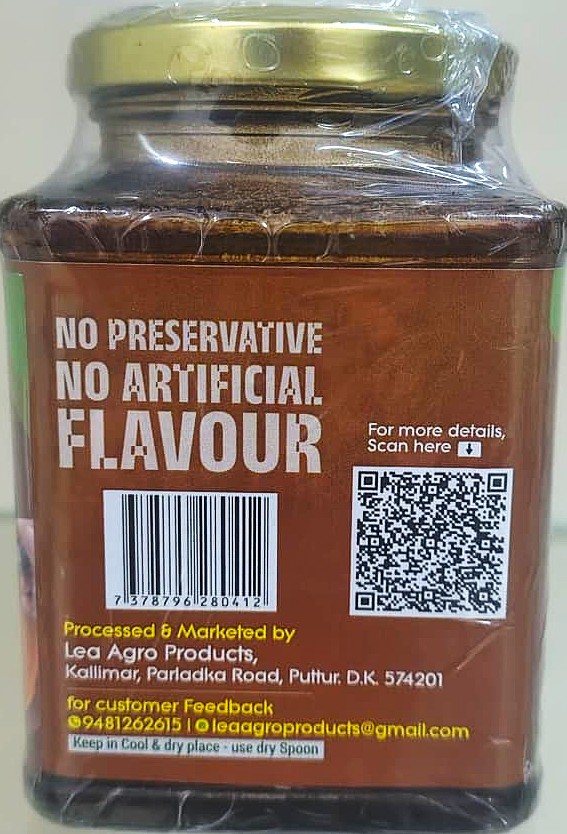 NO PRESERVATIVE
NO ARTIFICIAL
FLAVOUR
For more details,
Scan here
7 378796 280412
Processed & Marketed by
Lea Agro Products,
Kallimar, Parladka Road, Puttur. D.K. 574201
for customer Feedback
9481262615 | leaagroproducts@gmail.com
Keep in Cool & dry place - use dry Spoon